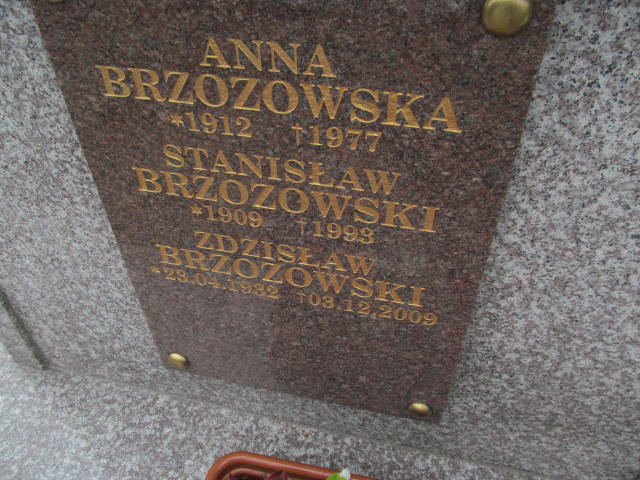 ANNA
BRZOZOWSKA
*1912 †1977
STANISŁAW
BRZOZOWSKI
*1909 †1993
ZDZISŁAW
BRZOZOWSKI
*23.04.1932 †03.12.2009